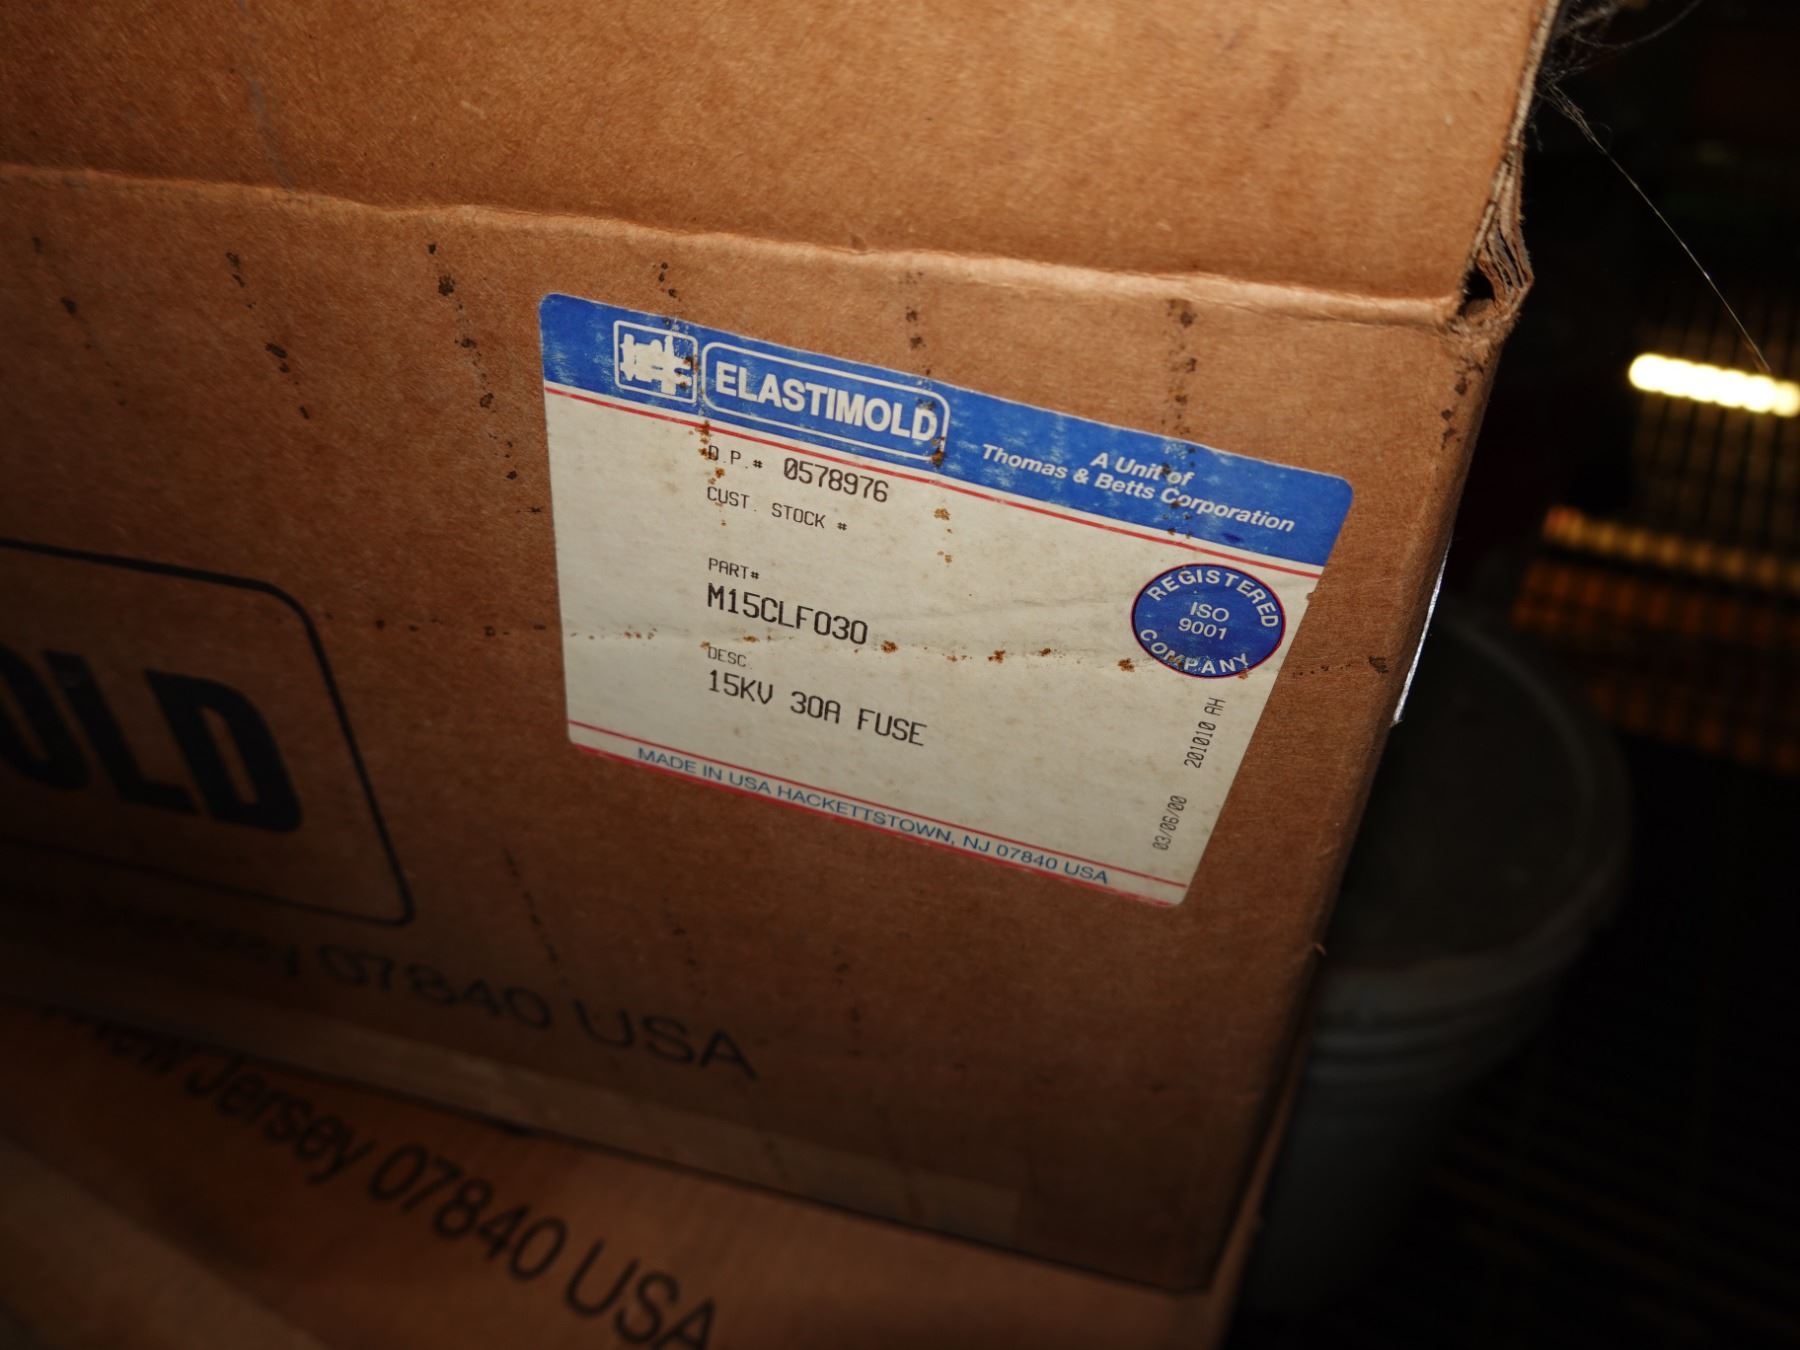 ELASTIMOLD
A Unit of
Thomas & Betts Corporation
D.P.# 0578976
CUST. STOCK #
PART#
M15CLF030
DESC.
15KV 30A FUSE
REGISTERED
ISO
9001
COMPANY
201010 AH
03/06/00
MADE IN USA HACKETTSTOWN, NJ 07840 USA
OLD
07840 USA
New Jersey 07840 USA